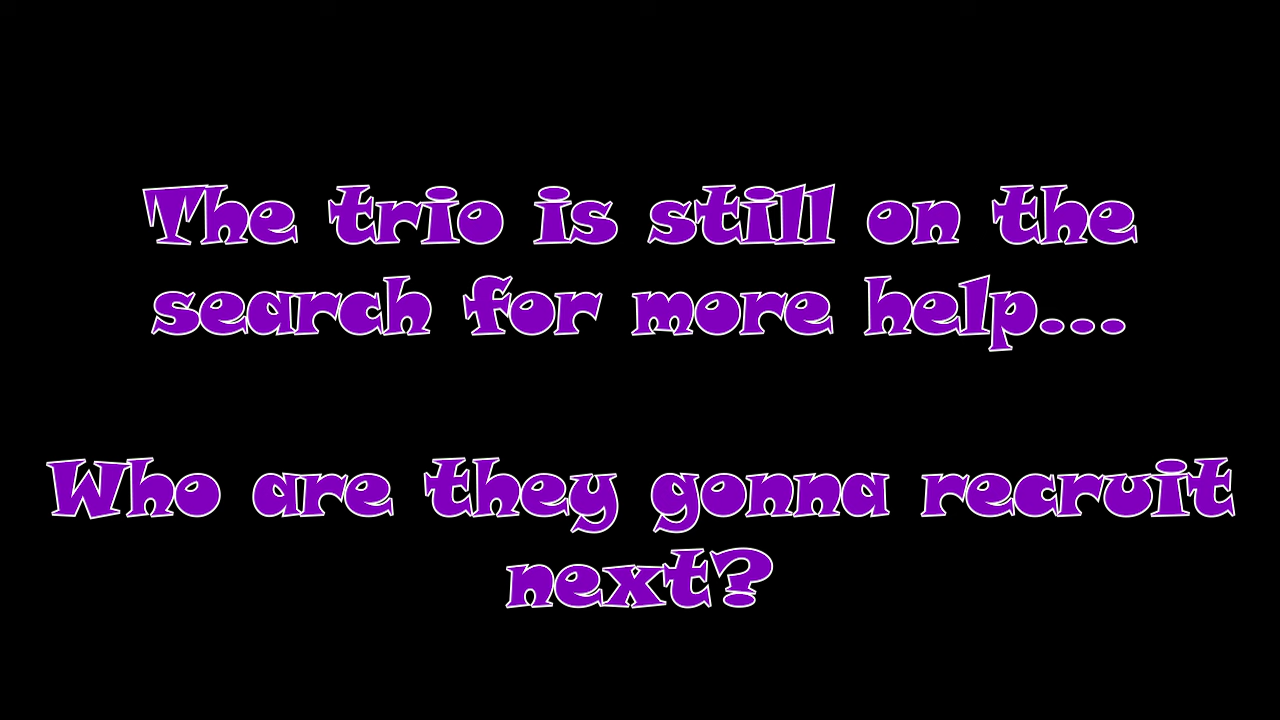 The trio is still on the
search for more help...
Who are they gonna recruit
next?